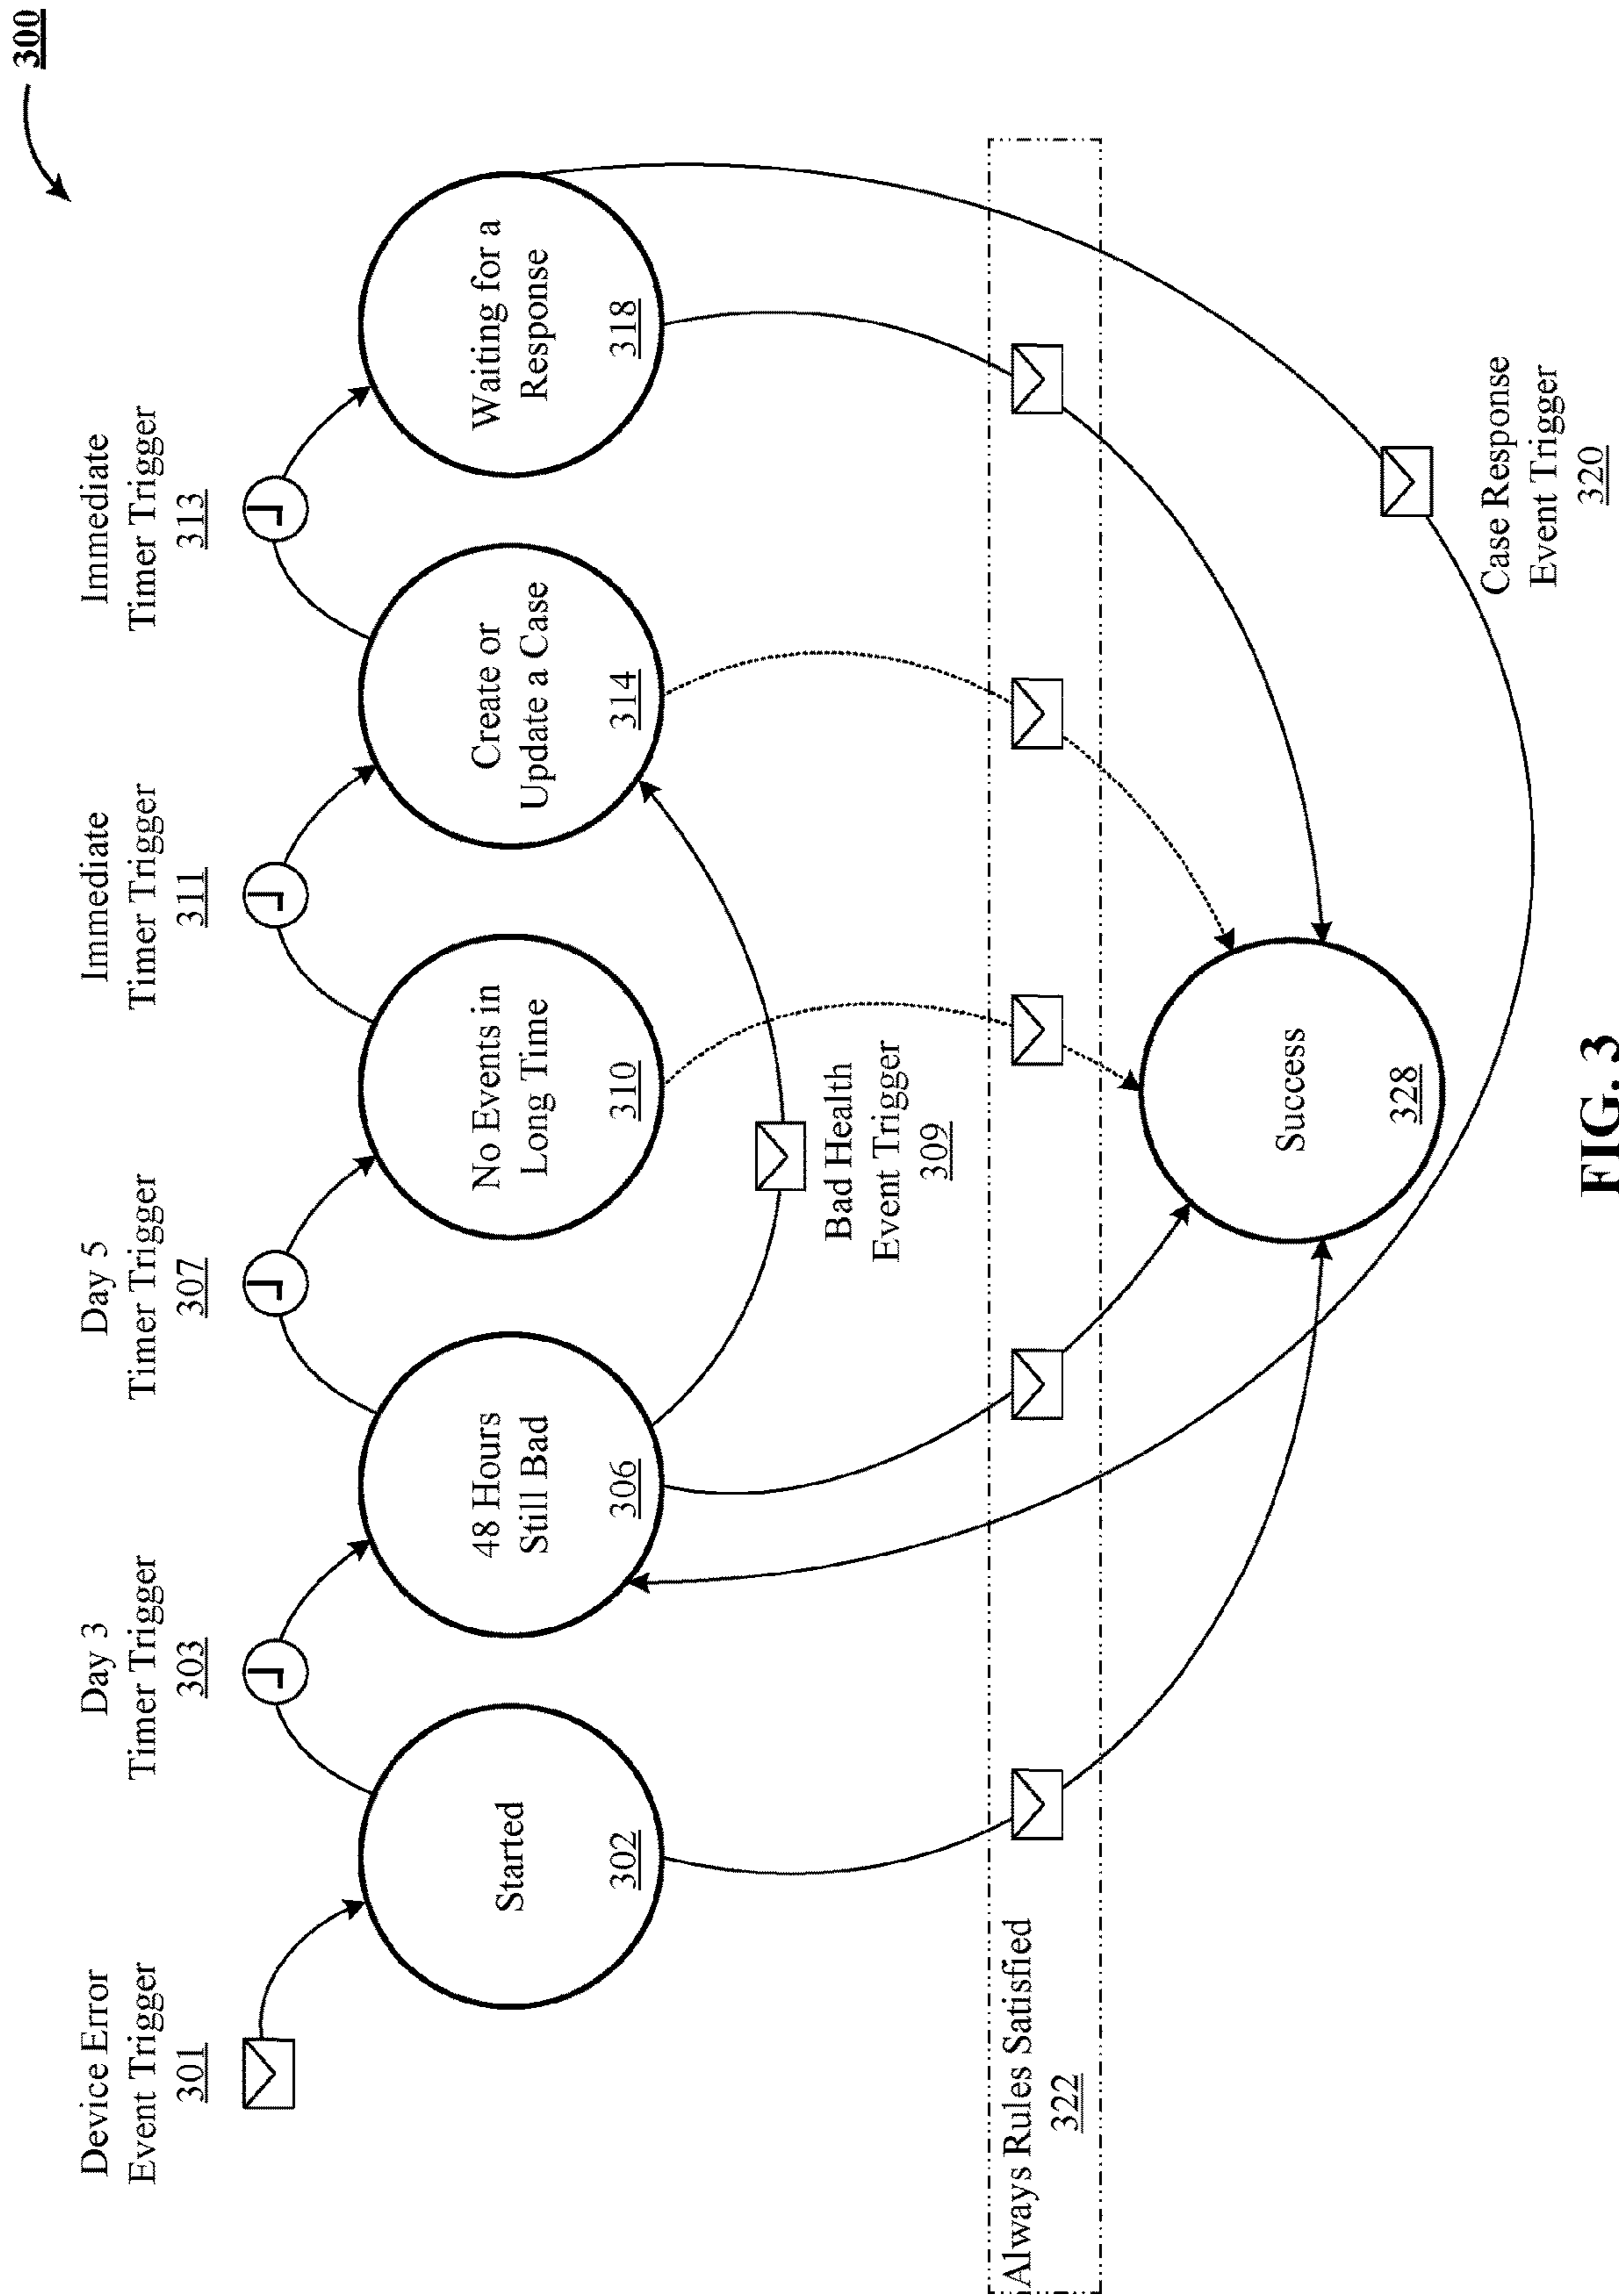 300
Device Error
Event Trigger
301
Day 3
Timer Trigger
303
Day 5
Timer Trigger
307
Immediate
Timer Trigger
311
Immediate
Timer Trigger
313
Started
302
48 Hours
Still Bad
306
No Events in
Long Time
310
Create or
Update a Case
314
Waiting for a
Response
318
Bad Health
Event Trigger
309
Always Rules Satisfied
322
Success
328
Case Response
Event Trigger
320
FIG. 3